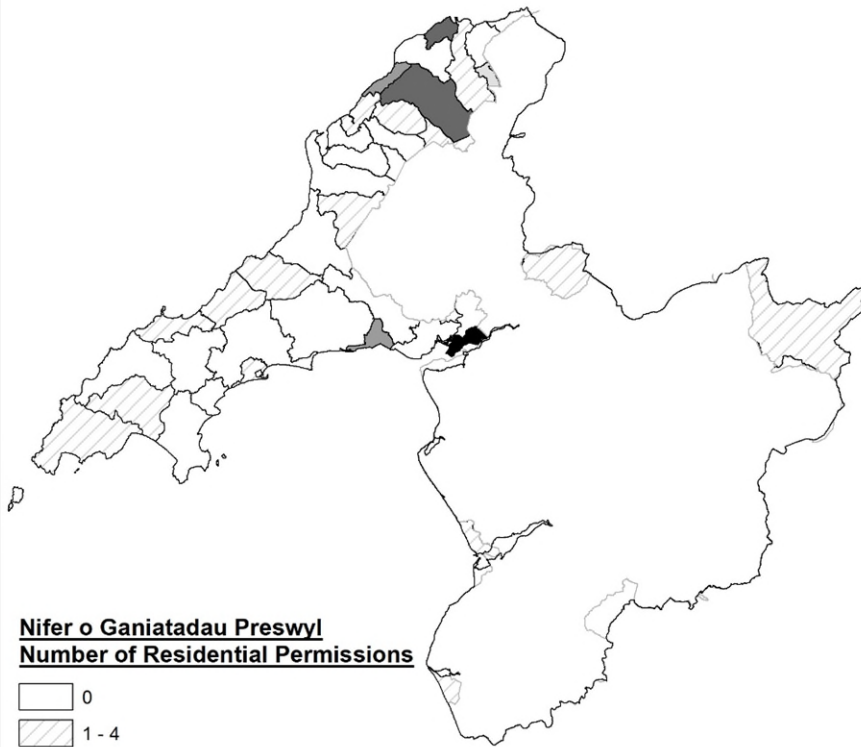 Nifer o Ganiatadau Preswyl
Number of Residential Permissions
0
1 - 4